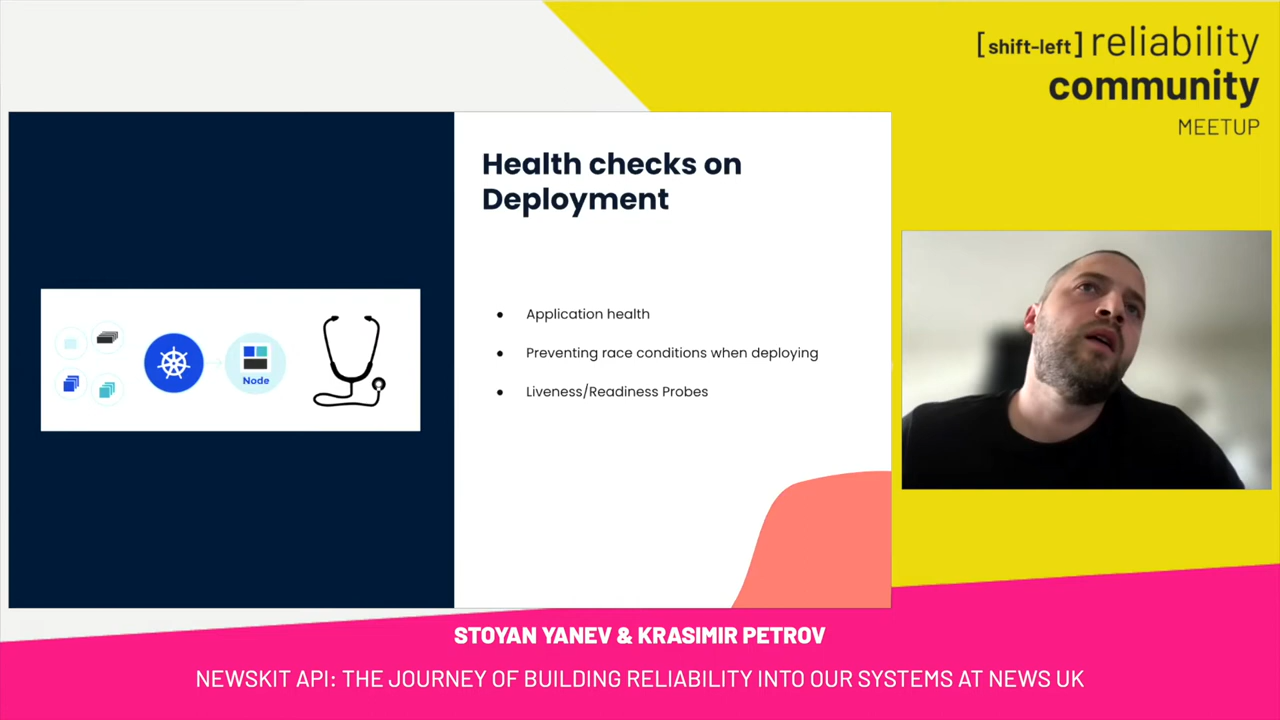 [shift-left] reliability
community
MEETUP
Health checks on
Deployment
Node
● Application health
● Preventing race conditions when deploying
● Liveness/Readiness Probes
STOYAN YANEV & KRASIMIR PETROV
NEWSKIT API: THE JOURNEY OF BUILDING RELIABILITY INTO OUR SYSTEMS AT NEWS UK